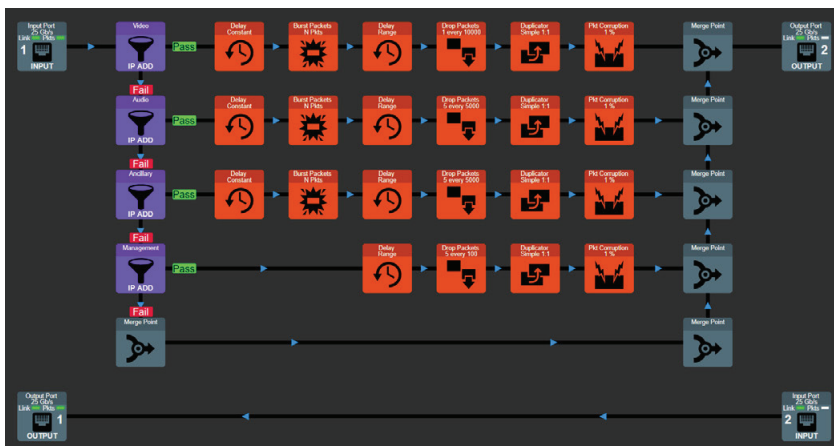 Input Port
25 Gb/s
Link Pkts
1
INPUT
Video
IP ADD
Pass
Delay
Constant
Burst Packets
N Pkts
Delay
Range
Drop Packets
1 every 10000
Duplicator
Simple 1:1
Pkt Corruption
1 %
Merge Point
Output Port
25 Gb/s
Link Pkts
2
OUTPUT
Fail
Audio
IP ADD
Pass
Delay
Constant
Burst Packets
N Pkts
Delay
Range
Drop Packets
5 every 5000
Duplicator
Simple 1:1
Pkt Corruption
1 %
Merge Point
Fail
Ancillary
IP ADD
Pass
Delay
Constant
Burst Packets
N Pkts
Delay
Range
Drop Packets
5 every 5000
Duplicator
Simple 1:1
Pkt Corruption
1 %
Merge Point
Fail
Management
IP ADD
Pass
Delay
Range
Drop Packets
5 every 100
Duplicator
Simple 1:1
Pkt Corruption
1 %
Merge Point
Fail
Merge Point
Merge Point
Output Port
25 Gb/s
Link Pkts
1
OUTPUT
Input Port
25 Gb/s
Link Pkts
2
INPUT